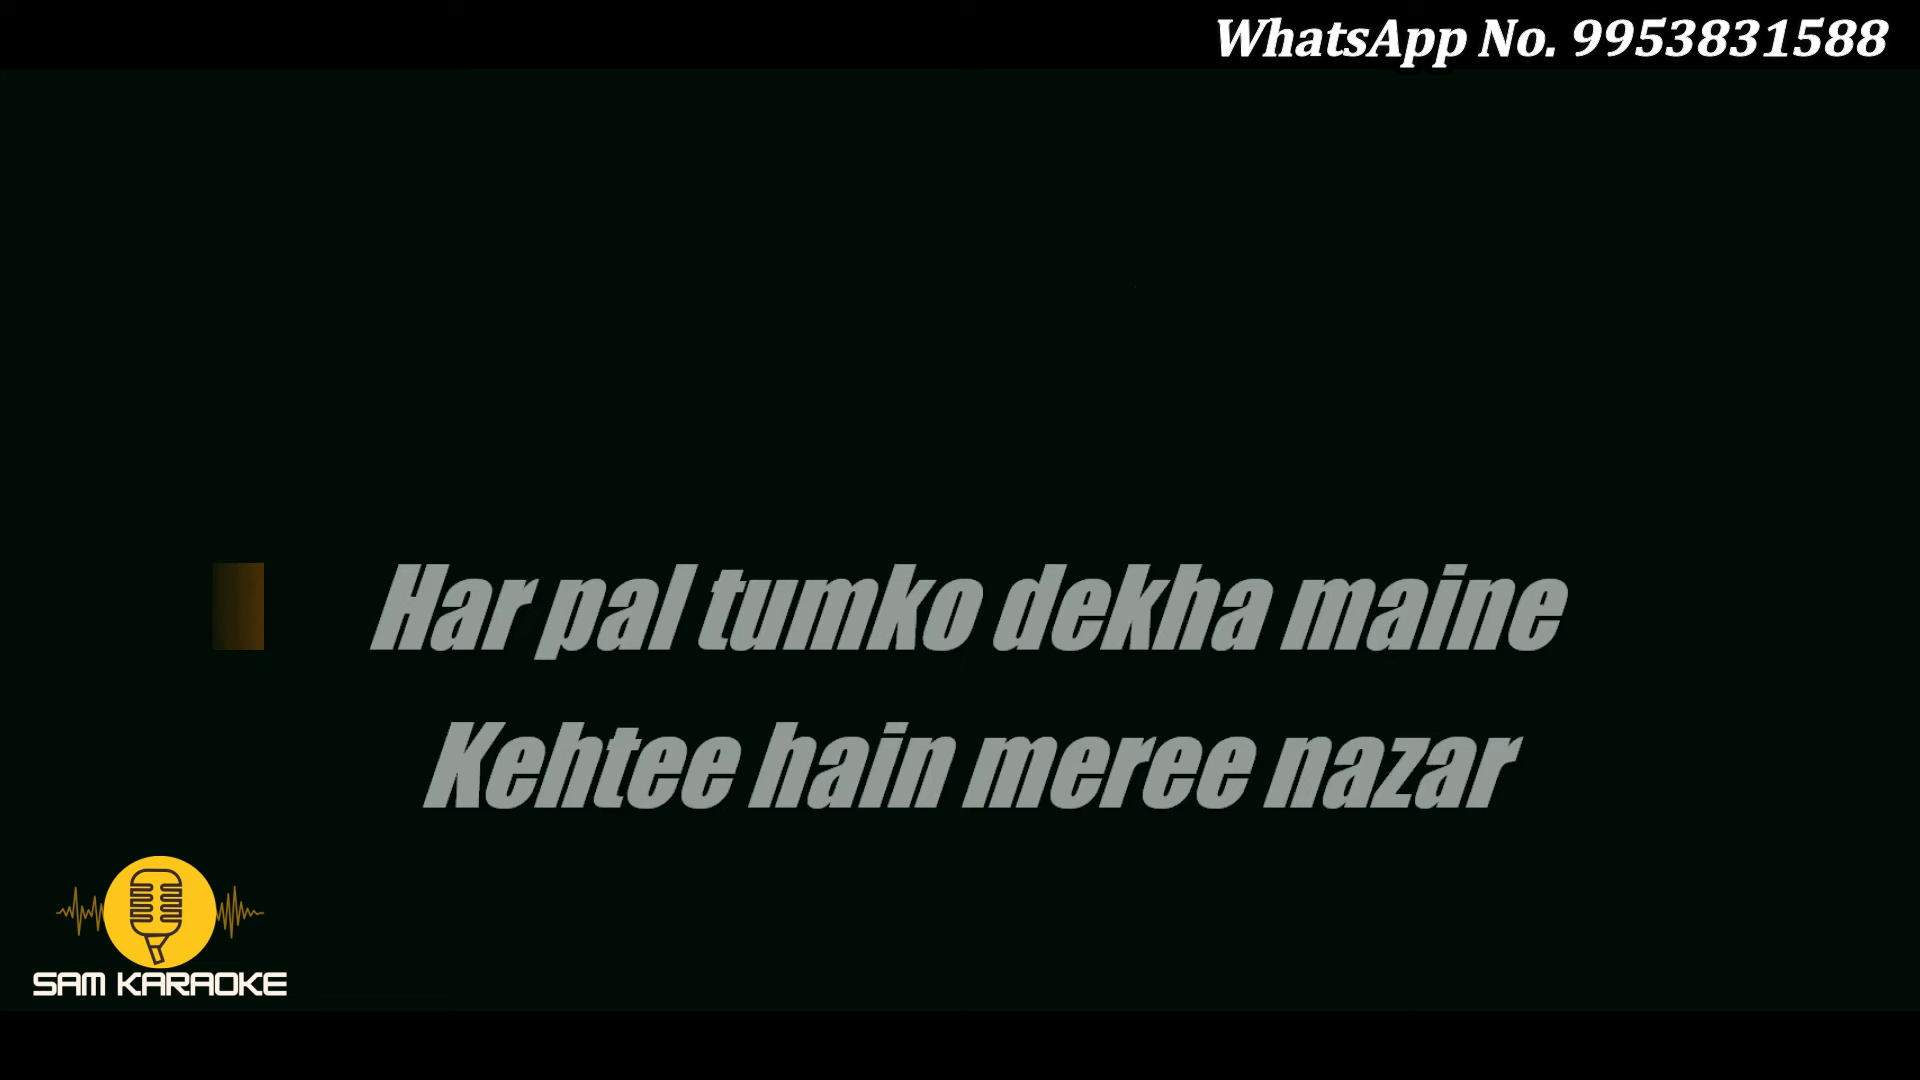 WhatsApp No. 9953831588
Har pal tumko dekha maine
Kehtee hain meree nazar
SAM KARAOKE